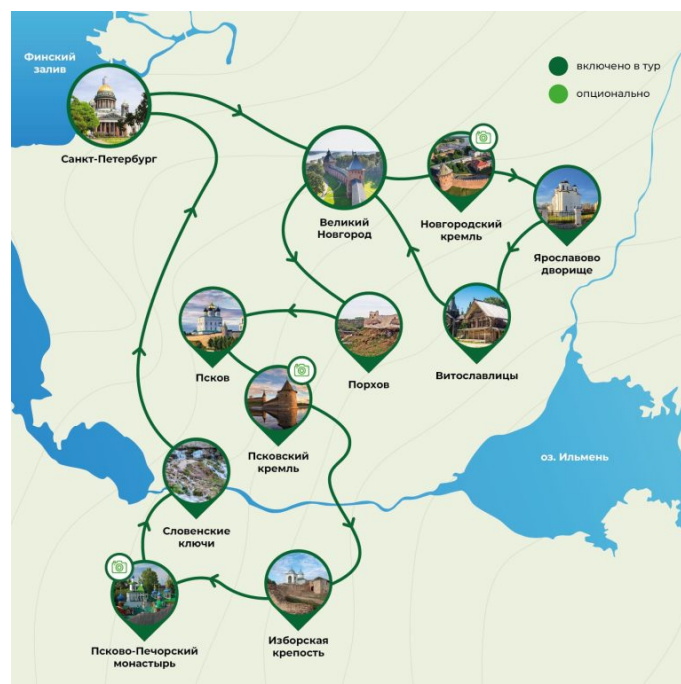 Финский
залив
включено в тур
опционально
Санкт-Петербург
Великий
Новгород
Новгородский
кремль
Ярославово
дворище
Псков
Порхов
Витославлицы
Псковский
кремль
оз. Ильмень
Словенские
ключи
Изборская
крепость
Псково-Печорский
монастырь